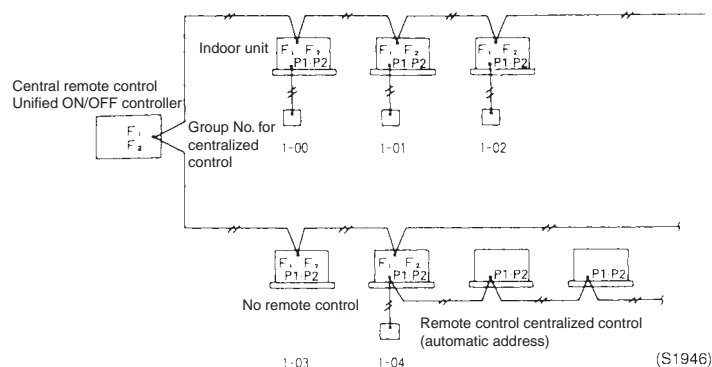 Indoor unit
F₁ F₂
P1 P2
F₁ F₂
P1 P2
F₁ F₂
P1 P2
Central remote control
Unified ON/OFF controller
F₁
F₂
Group No. for
centralized
control
1-00 1-01 1-02
F₁ F₂
P1 P2
F₁ F₂
P1 P2
P1 P2
P1 P2
No remote control
Remote control centralized control
(automatic address)
1-03 1-04
(S1946)